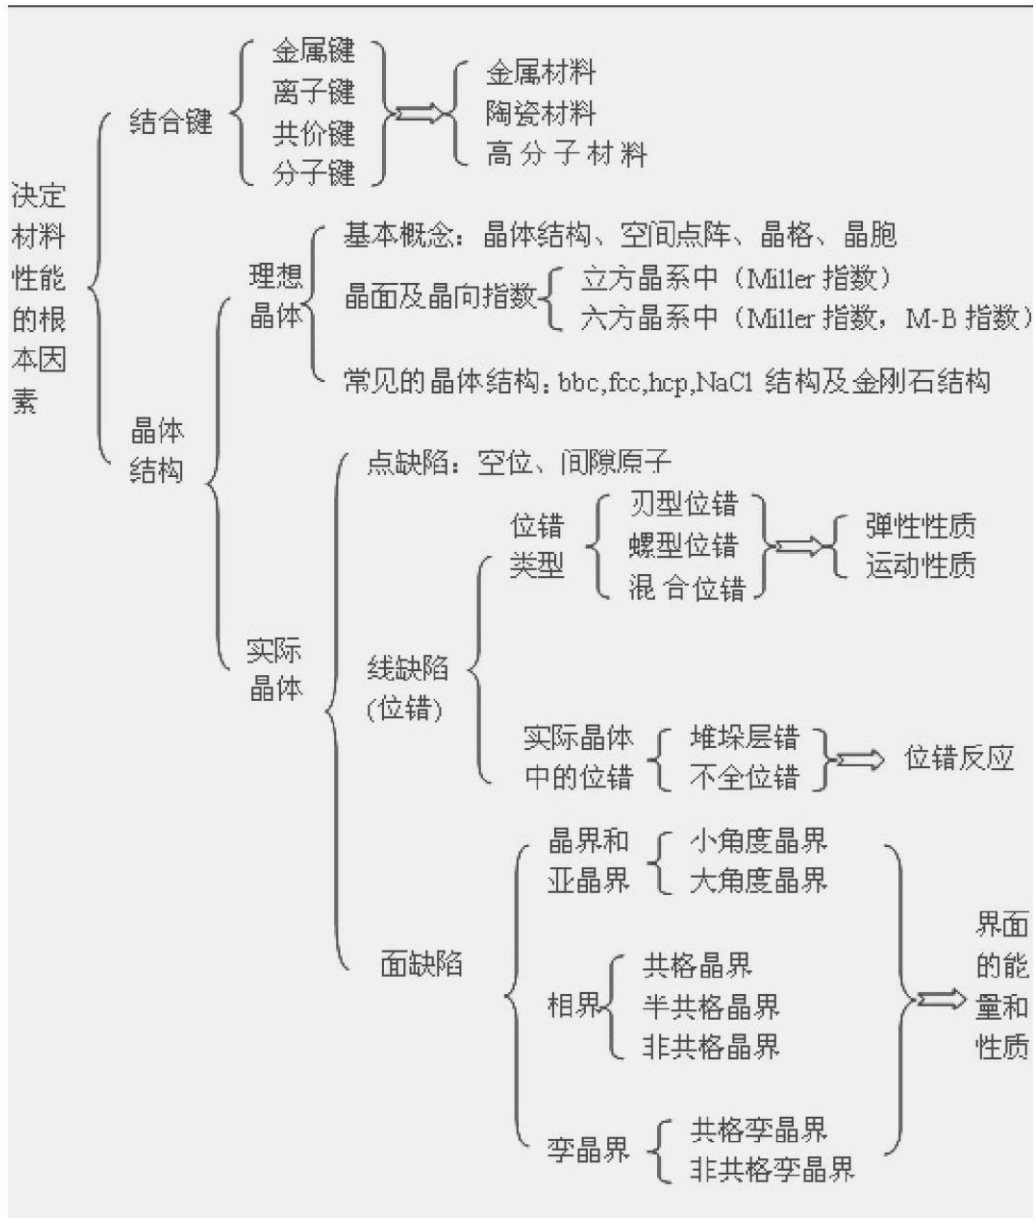 决定
材料
性能
的根
本因
素
结合键
金属键
离子键
共价键
分子键
金属材料
陶瓷材料
高分子材料
晶体
结构
理想
晶体
基本概念：晶体结构、空间点阵、晶格、晶胞
晶面及晶向指数
立方晶系中（Miller 指数）
六方晶系中（Miller 指数，M-B 指数）
常见的晶体结构：bbc,fcc,hcp,NaCl 结构及金刚石结构
实际
晶体
点缺陷：空位、间隙原子
线缺陷
(位错)
位错
类型
刃型位错
螺型位错
混合位错
弹性性质
运动性质
实际晶体
中的位错
堆垛层错
不全位错
位错反应
面缺陷
晶界和
亚晶界
小角度晶界
大角度晶界
相界
共格晶界
半共格晶界
非共格晶界
孪晶界
共格孪晶界
非共格孪晶界
界面
的能
量和
性质